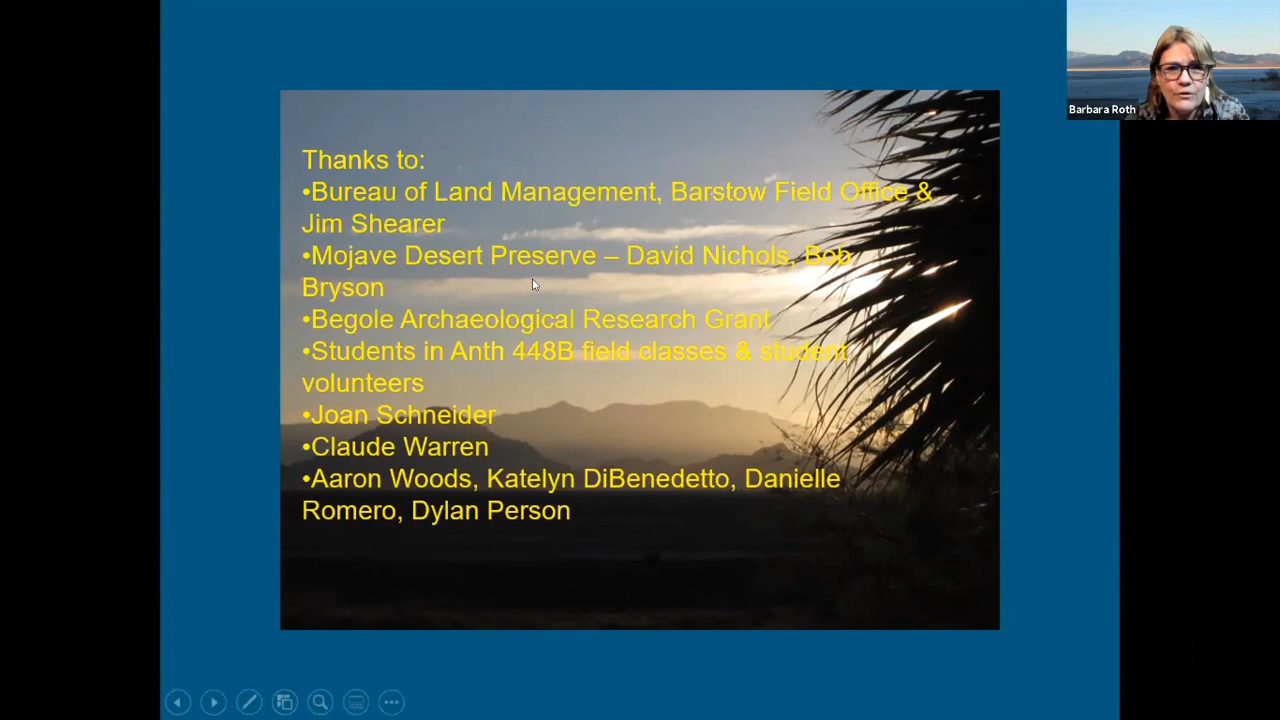 Barbara Roth
Thanks to:
•Bureau of Land Management, Barstow Field Office &
Jim Shearer
•Mojave Desert Preserve – David Nichols, Bob
Bryson
•Begole Archaeological Research Grant
•Students in Anth 448B field classes & student
volunteers
•Joan Schneider
•Claude Warren
•Aaron Woods, Katelyn DiBenedetto, Danielle
Romero, Dylan Person